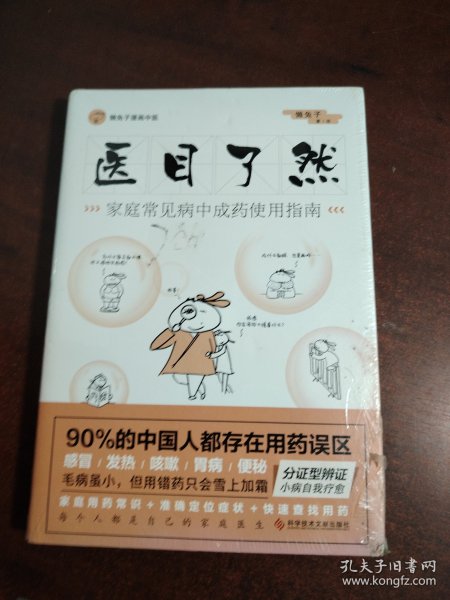 懒兔子漫画中医
懒兔子
医目了然
>>> 家庭常见病中成药使用指南 <<<
90%的中国人都存在用药误区
感冒/发热/咳嗽/胃病/便秘
毛病虽小，但用错药只会雪上加霜
分证型辨证
小病自我疗愈
家庭用药常识+准确定位症状+快速查找用药
每个人都是自己的家庭医生
科学技术文献出版社
孔夫子旧书网
www.kongfz.com